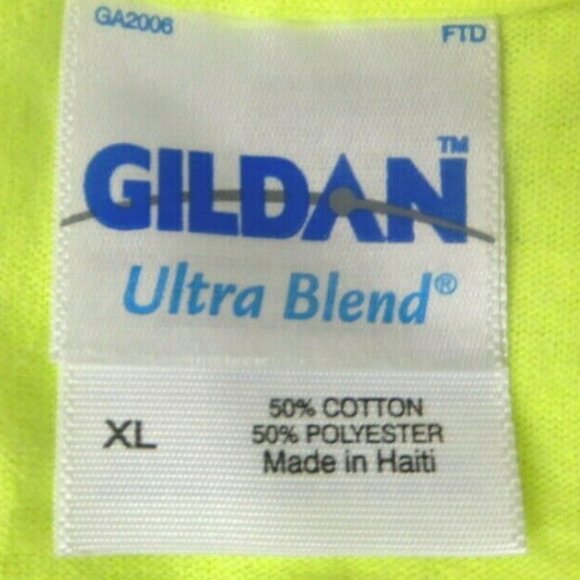 GA2006 FTD
GILDAN™
Ultra Blend®
XL
50% COTTON
50% POLYESTER
Made in Haiti